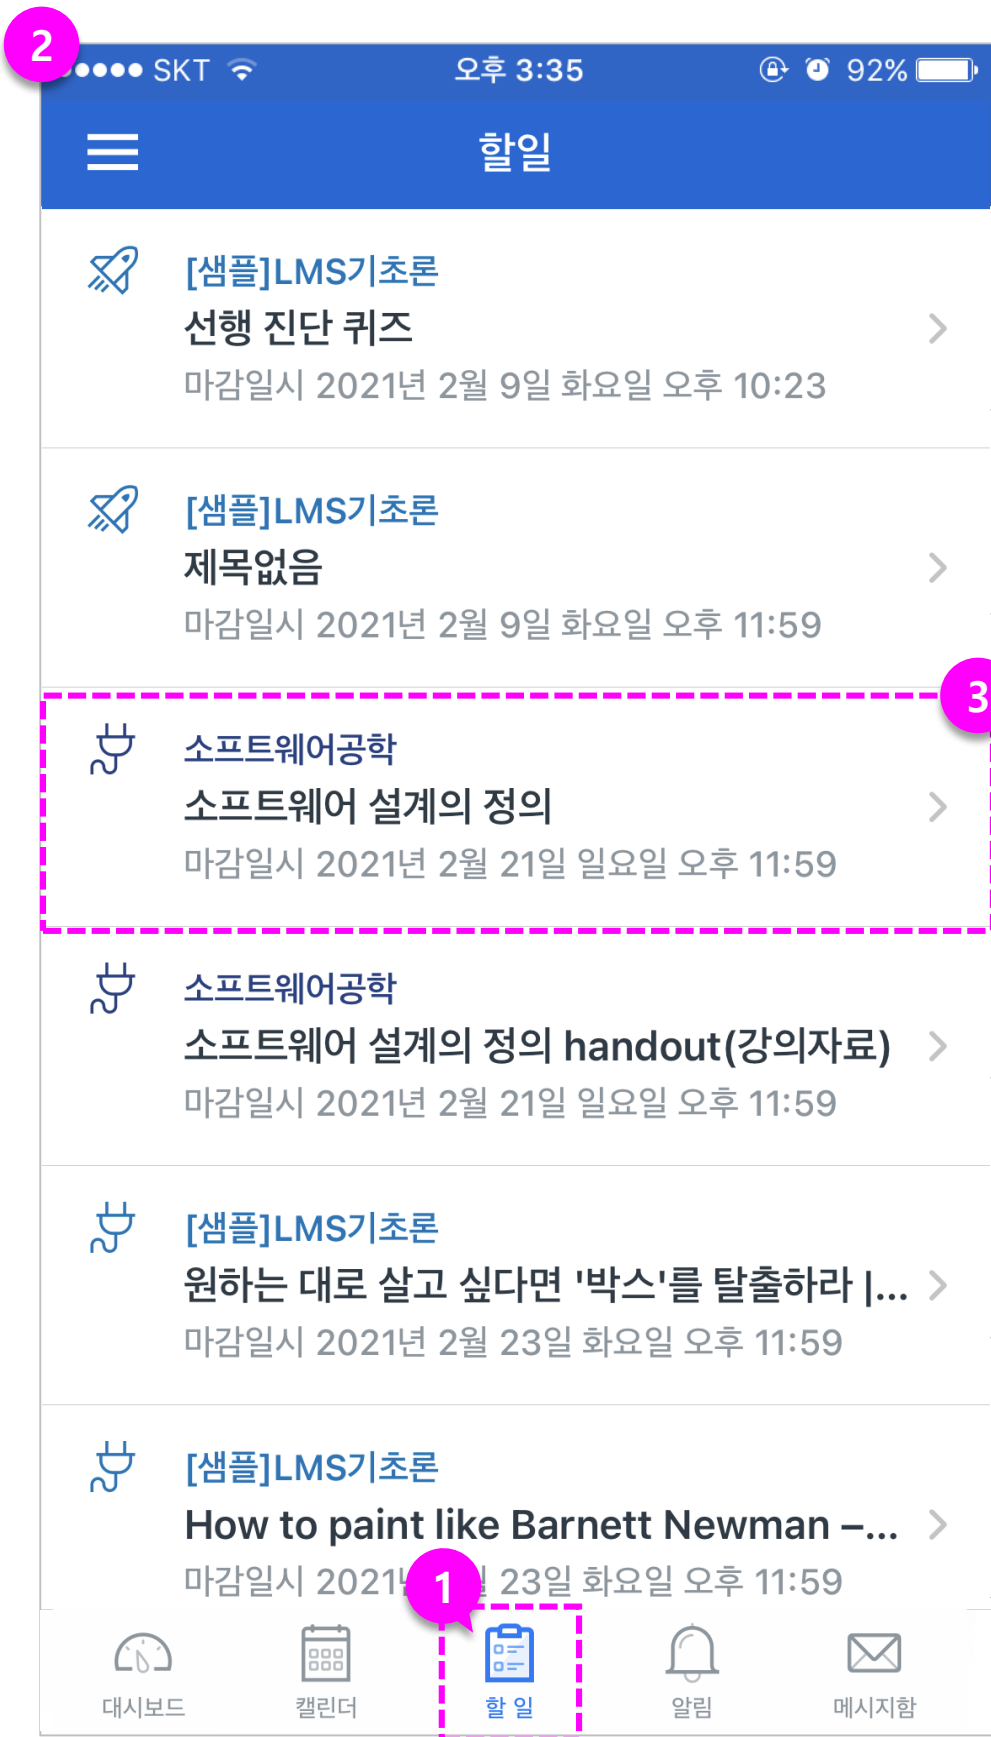 2
SKT 오후 3:35 92%
할일
[샘플]LMS기초론
선행 진단 퀴즈
마감일시 2021년 2월 9일 화요일 오후 10:23
[샘플]LMS기초론
제목없음
마감일시 2021년 2월 9일 화요일 오후 11:59
3
소프트웨어공학
소프트웨어 설계의 정의
마감일시 2021년 2월 21일 일요일 오후 11:59
소프트웨어공학
소프트웨어 설계의 정의 handout(강의자료)
마감일시 2021년 2월 21일 일요일 오후 11:59
[샘플]LMS기초론
원하는 대로 살고 싶다면 '박스'를 탈출하라 |...
마감일시 2021년 2월 23일 화요일 오후 11:59
[샘플]LMS기초론
How to paint like Barnett Newman –...
마감일시 2021 23일 화요일 오후 11:59
1
대시보드 캘린더 할 일 알림 메시지함